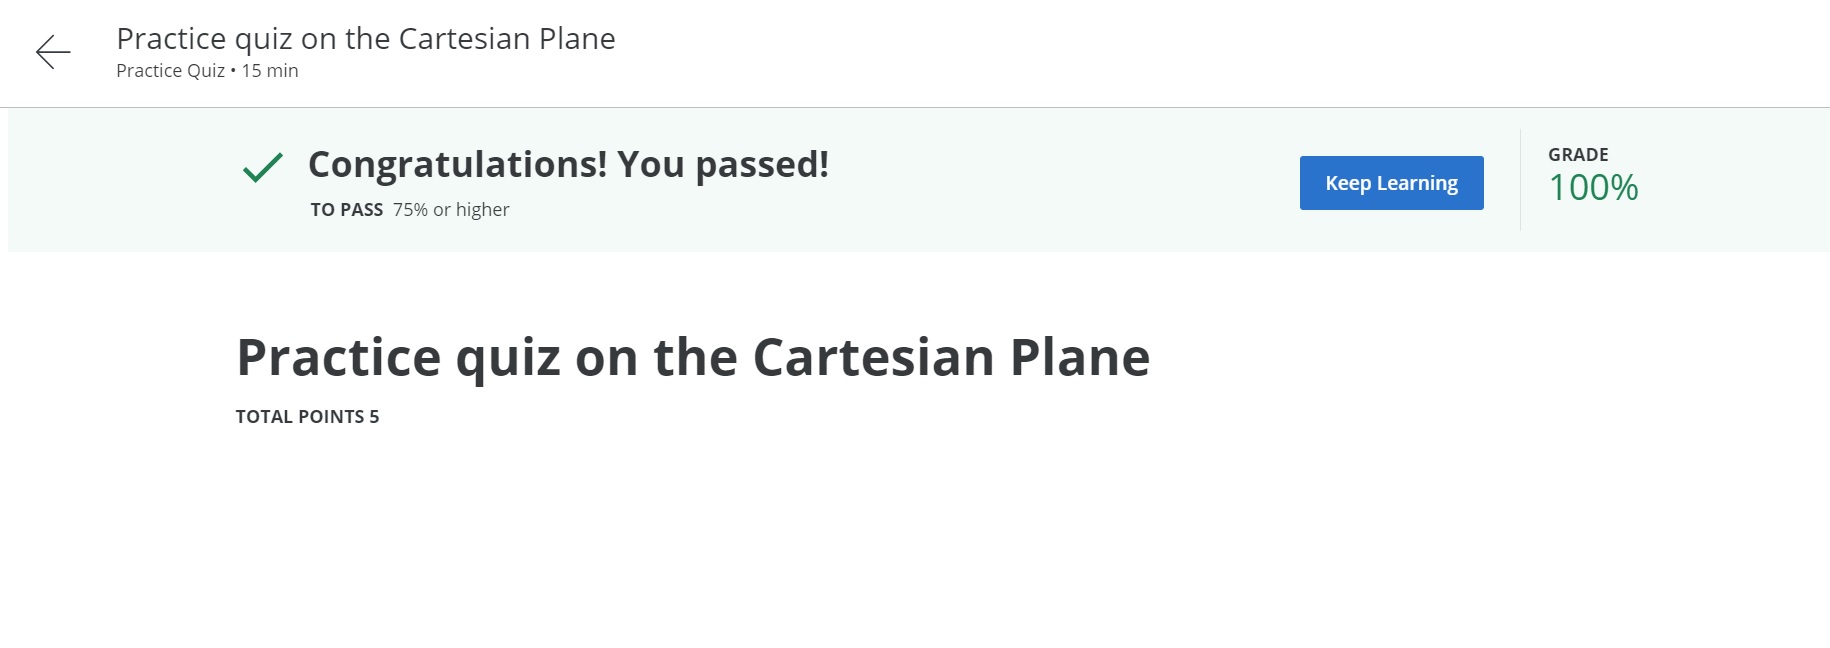 Practice quiz on the Cartesian Plane
Practice Quiz • 15 min
Congratulations! You passed!
TO PASS 75% or higher
Keep Learning
GRADE
100%
Practice quiz on the Cartesian Plane
TOTAL POINTS 5